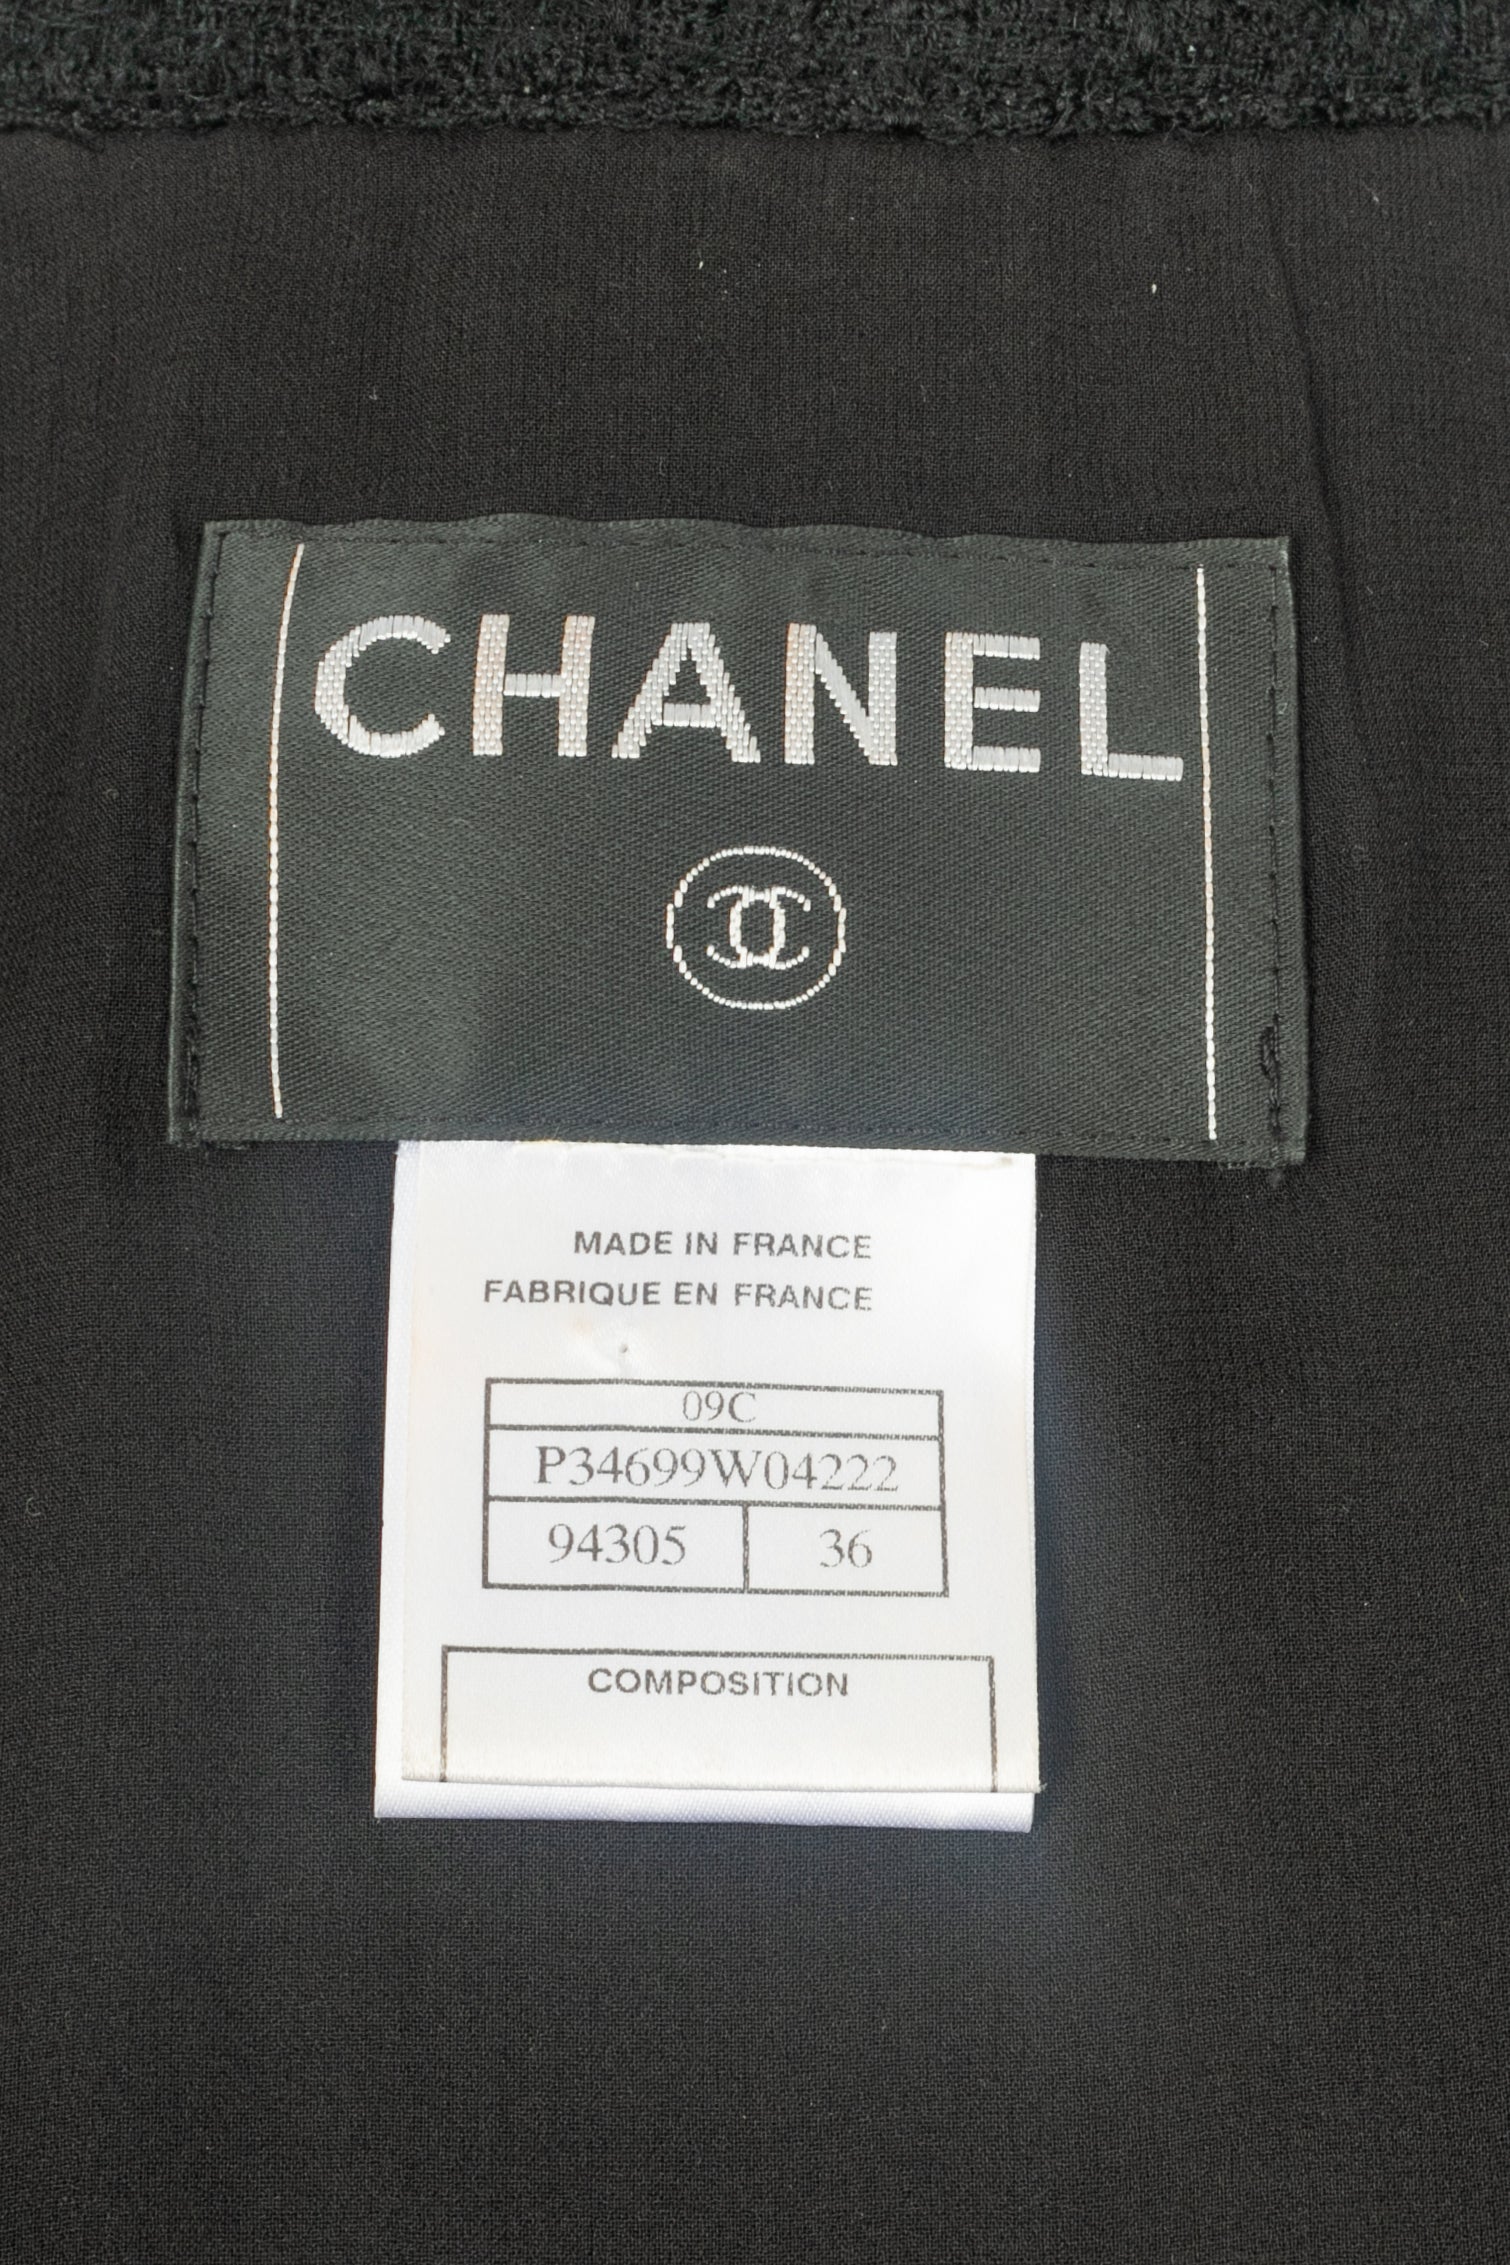 CHANEL
MADE IN FRANCE
FABRIQUE EN FRANCE
09C
P34699W04222
94305 36
COMPOSITION